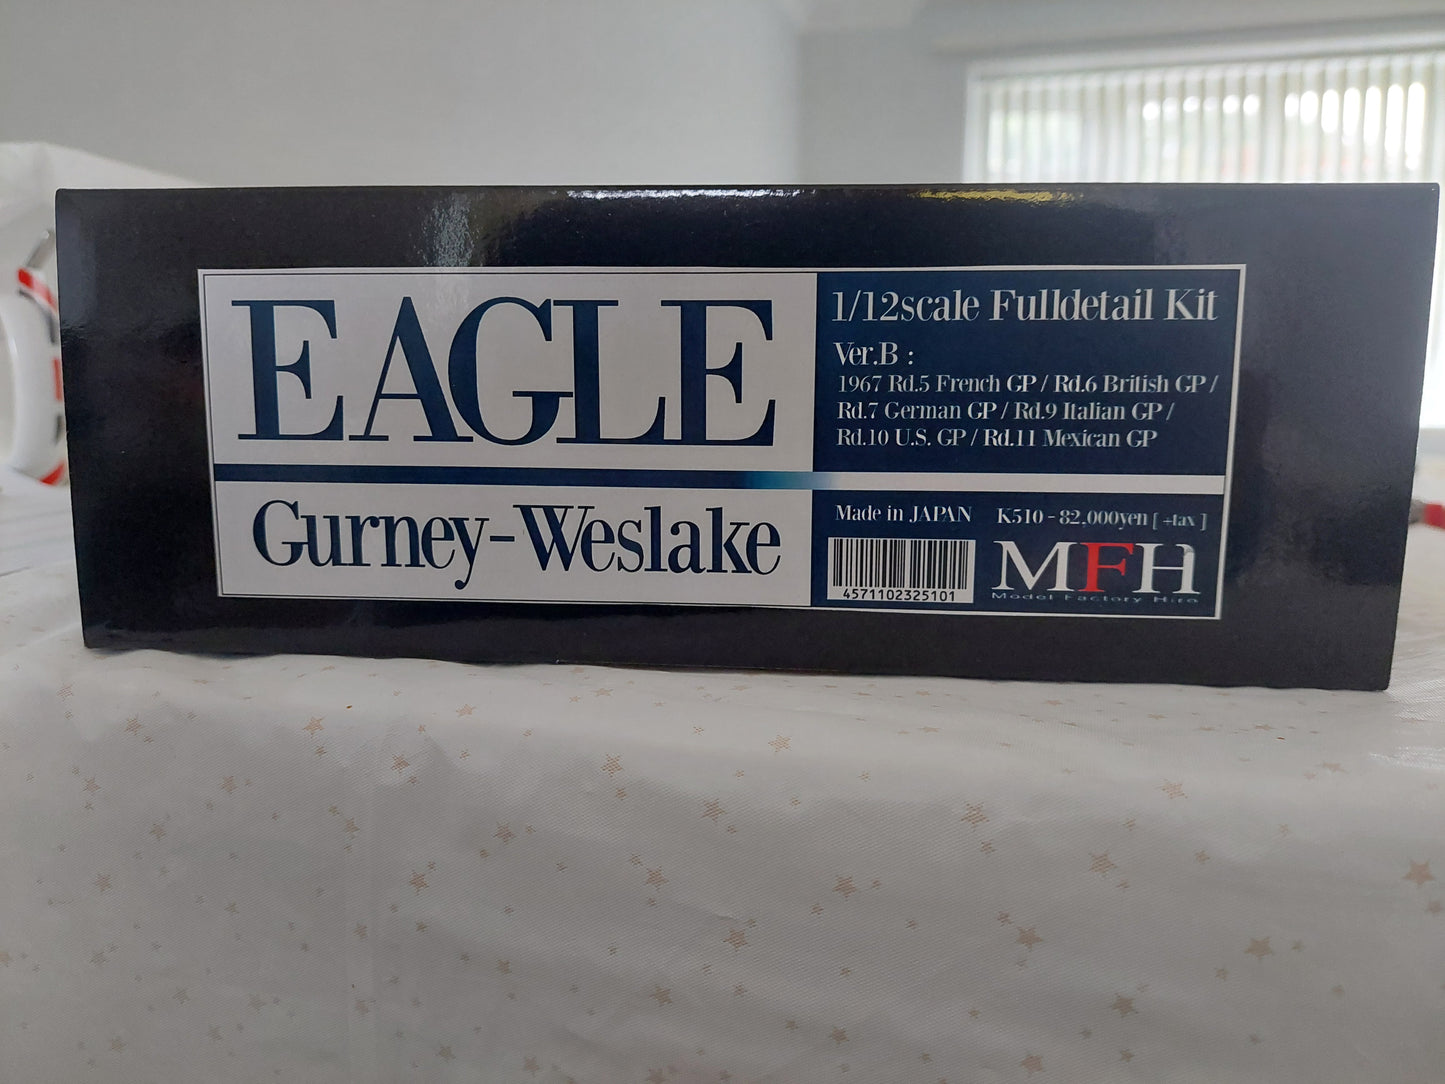 EAGLE
Gurney-Weslake
1/12scale Fulldetail Kit
Ver.B :
1967 Rd.5 French GP / Rd.6 British GP /
Rd.7 German GP / Rd.9 Italian GP /
Rd.10 U.S. GP / Rd.11 Mexican GP
Made in JAPAN K510 - 82,000yen [ +tax ]
4571102325101
MFH
Model Factory Hiro